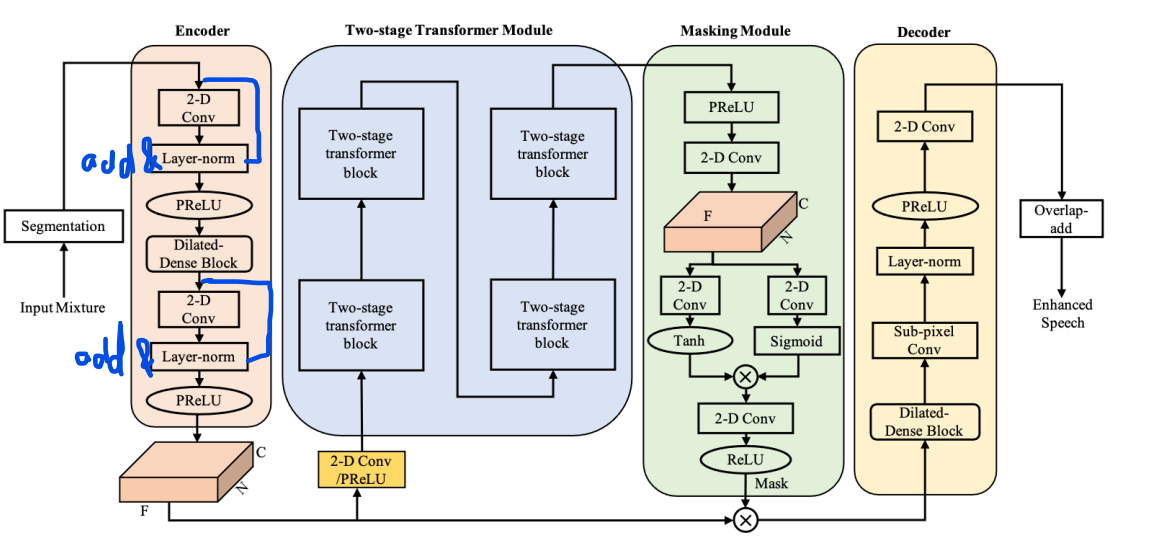 Encoder
Two-stage Transformer Module
Masking Module
Decoder
2-D
Conv
add & Layer-norm
PReLU
Dilated-
Dense Block
2-D
Conv
add & Layer-norm
PReLU
Segmentation
Input Mixture
C
N
F
2-D Conv
/PReLU
Two-stage
transformer
block
Two-stage
transformer
block
Two-stage
transformer
block
Two-stage
transformer
block
PReLU
2-D Conv
F
C
N
2-D
Conv
2-D
Conv
Tanh
Sigmoid
2-D Conv
ReLU
Mask
2-D Conv
PReLU
Layer-norm
Sub-pixel
Conv
Dilated-
Dense Block
Overlap-
add
Enhanced
Speech